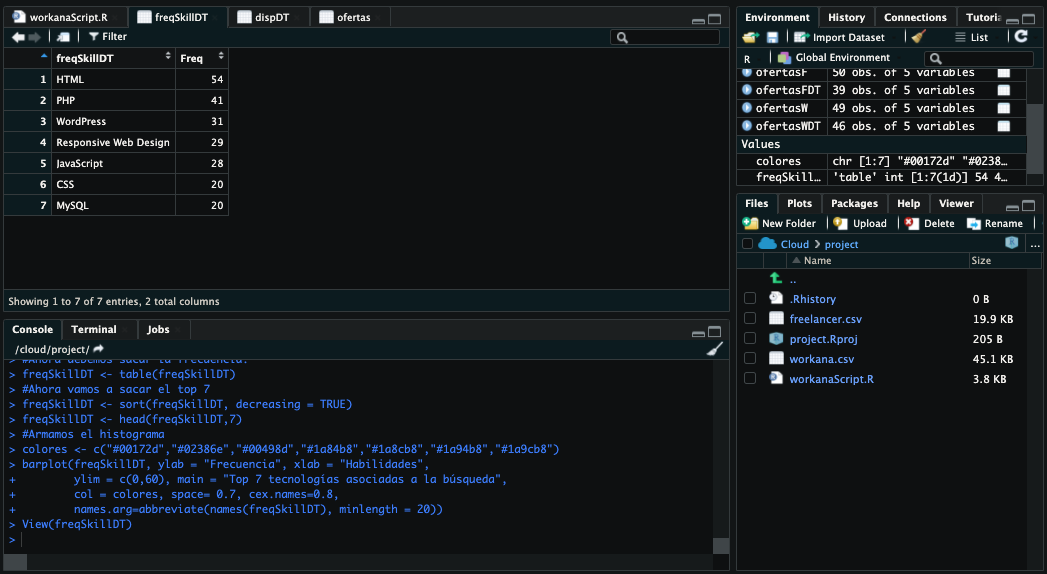 workanaScript.R freqSkillDT dispDT ofertas
Filter
freqSkillDT Freq
1 HTML 54
2 PHP 41
3 WordPress 31
4 Responsive Web Design 29
5 JavaScript 28
6 CSS 20
7 MySQL 20
Showing 1 to 7 of 7 entries, 2 total columns
Console Terminal Jobs
/cloud/project/
> #Ahora debemos sacar la frecuencia.
> freqSkillDT <- table(freqSkillDT)
> #Ahora vamos a sacar el top 7
> freqSkillDT <- sort(freqSkillDT, decreasing = TRUE)
> freqSkillDT <- head(freqSkillDT,7)
> #Armamos el histograma
> colores <- c("#00172d","#02386e","#00498d","#1a84b8","#1a8cb8","#1a94b8","#1a9cb8")
> barplot(freqSkillDT, ylab = "Frecuencia", xlab = "Habilidades",
+ ylim = c(0,60), main = "Top 7 tecnologías asociadas a la búsqueda",
+ col = colores, space= 0.7, cex.names=0.8,
+ names.arg=abbreviate(names(freqSkillDT), minlength = 20))
> View(freqSkillDT)
>
Environment History Connections Tutoria
Import Dataset List
R Global Environment
ofertasF 50 obs. of 5 variables
ofertasFDT 39 obs. of 5 variables
ofertasW 49 obs. of 5 variables
ofertasWDT 46 obs. of 5 variables
Values
colores chr [1:7] "#00172d" "#0238…
freqSkill… 'table' int [1:7(1d)] 54 4…
Files Plots Packages Help Viewer
New Folder Upload Delete Rename
Cloud project R ...
Name Size
..
.Rhistory 0 B
freelancer.csv 19.9 KB
project.Rproj 205 B
workana.csv 45.1 KB
workanaScript.R 3.8 KB